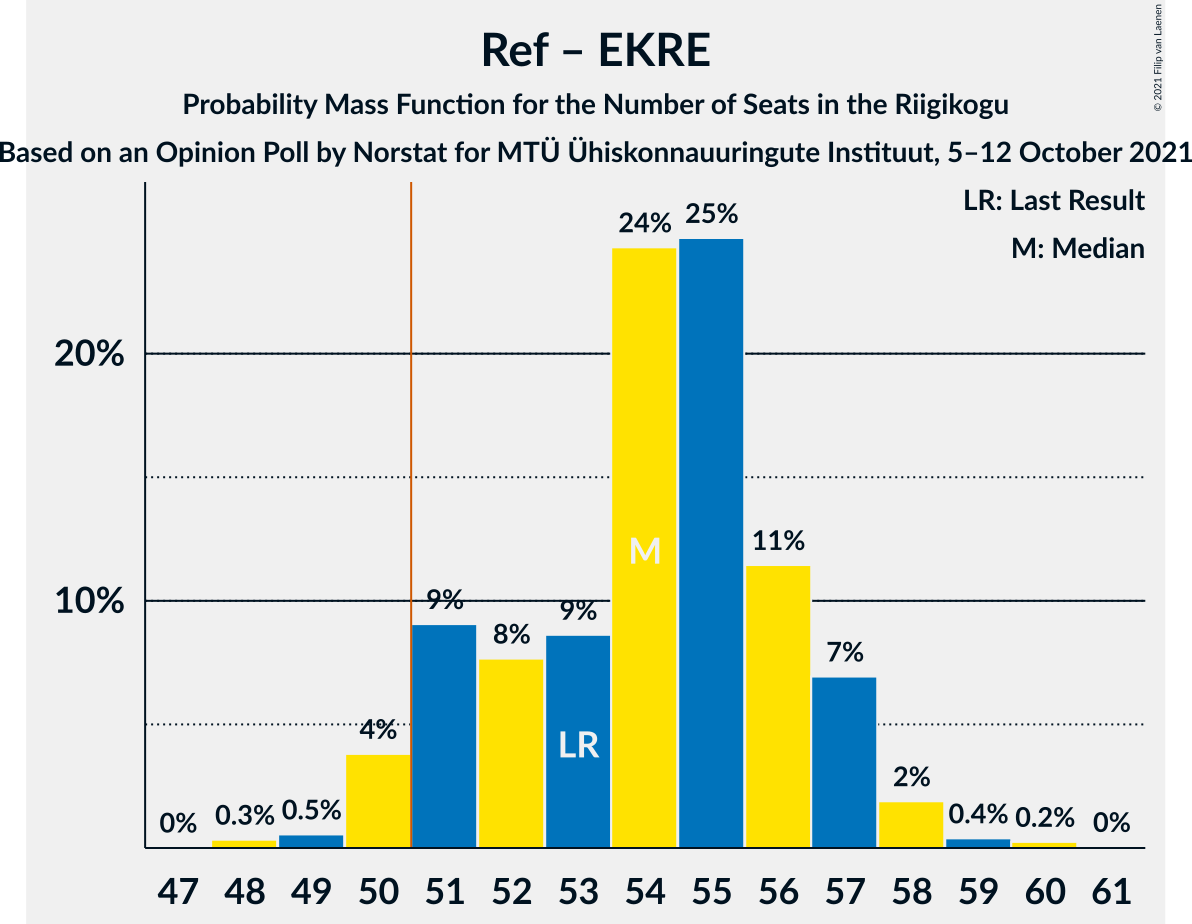 Ref – EKRE
Probability Mass Function for the Number of Seats in the Riigikogu
Based on an Opinion Poll by Norstat for MTÜ Ühiskonnauuringute Instituut, 5–12 October 2021
© 2021 Filip van Laenen
LR: Last Result
M: Median
20%
10%
0%
0.3%
0.5%
4%
9%
8%
9%
24%
25%
11%
7%
2%
0.4%
0.2%
0%
M
LR
47 48 49 50 51 52 53 54 55 56 57 58 59 60 61